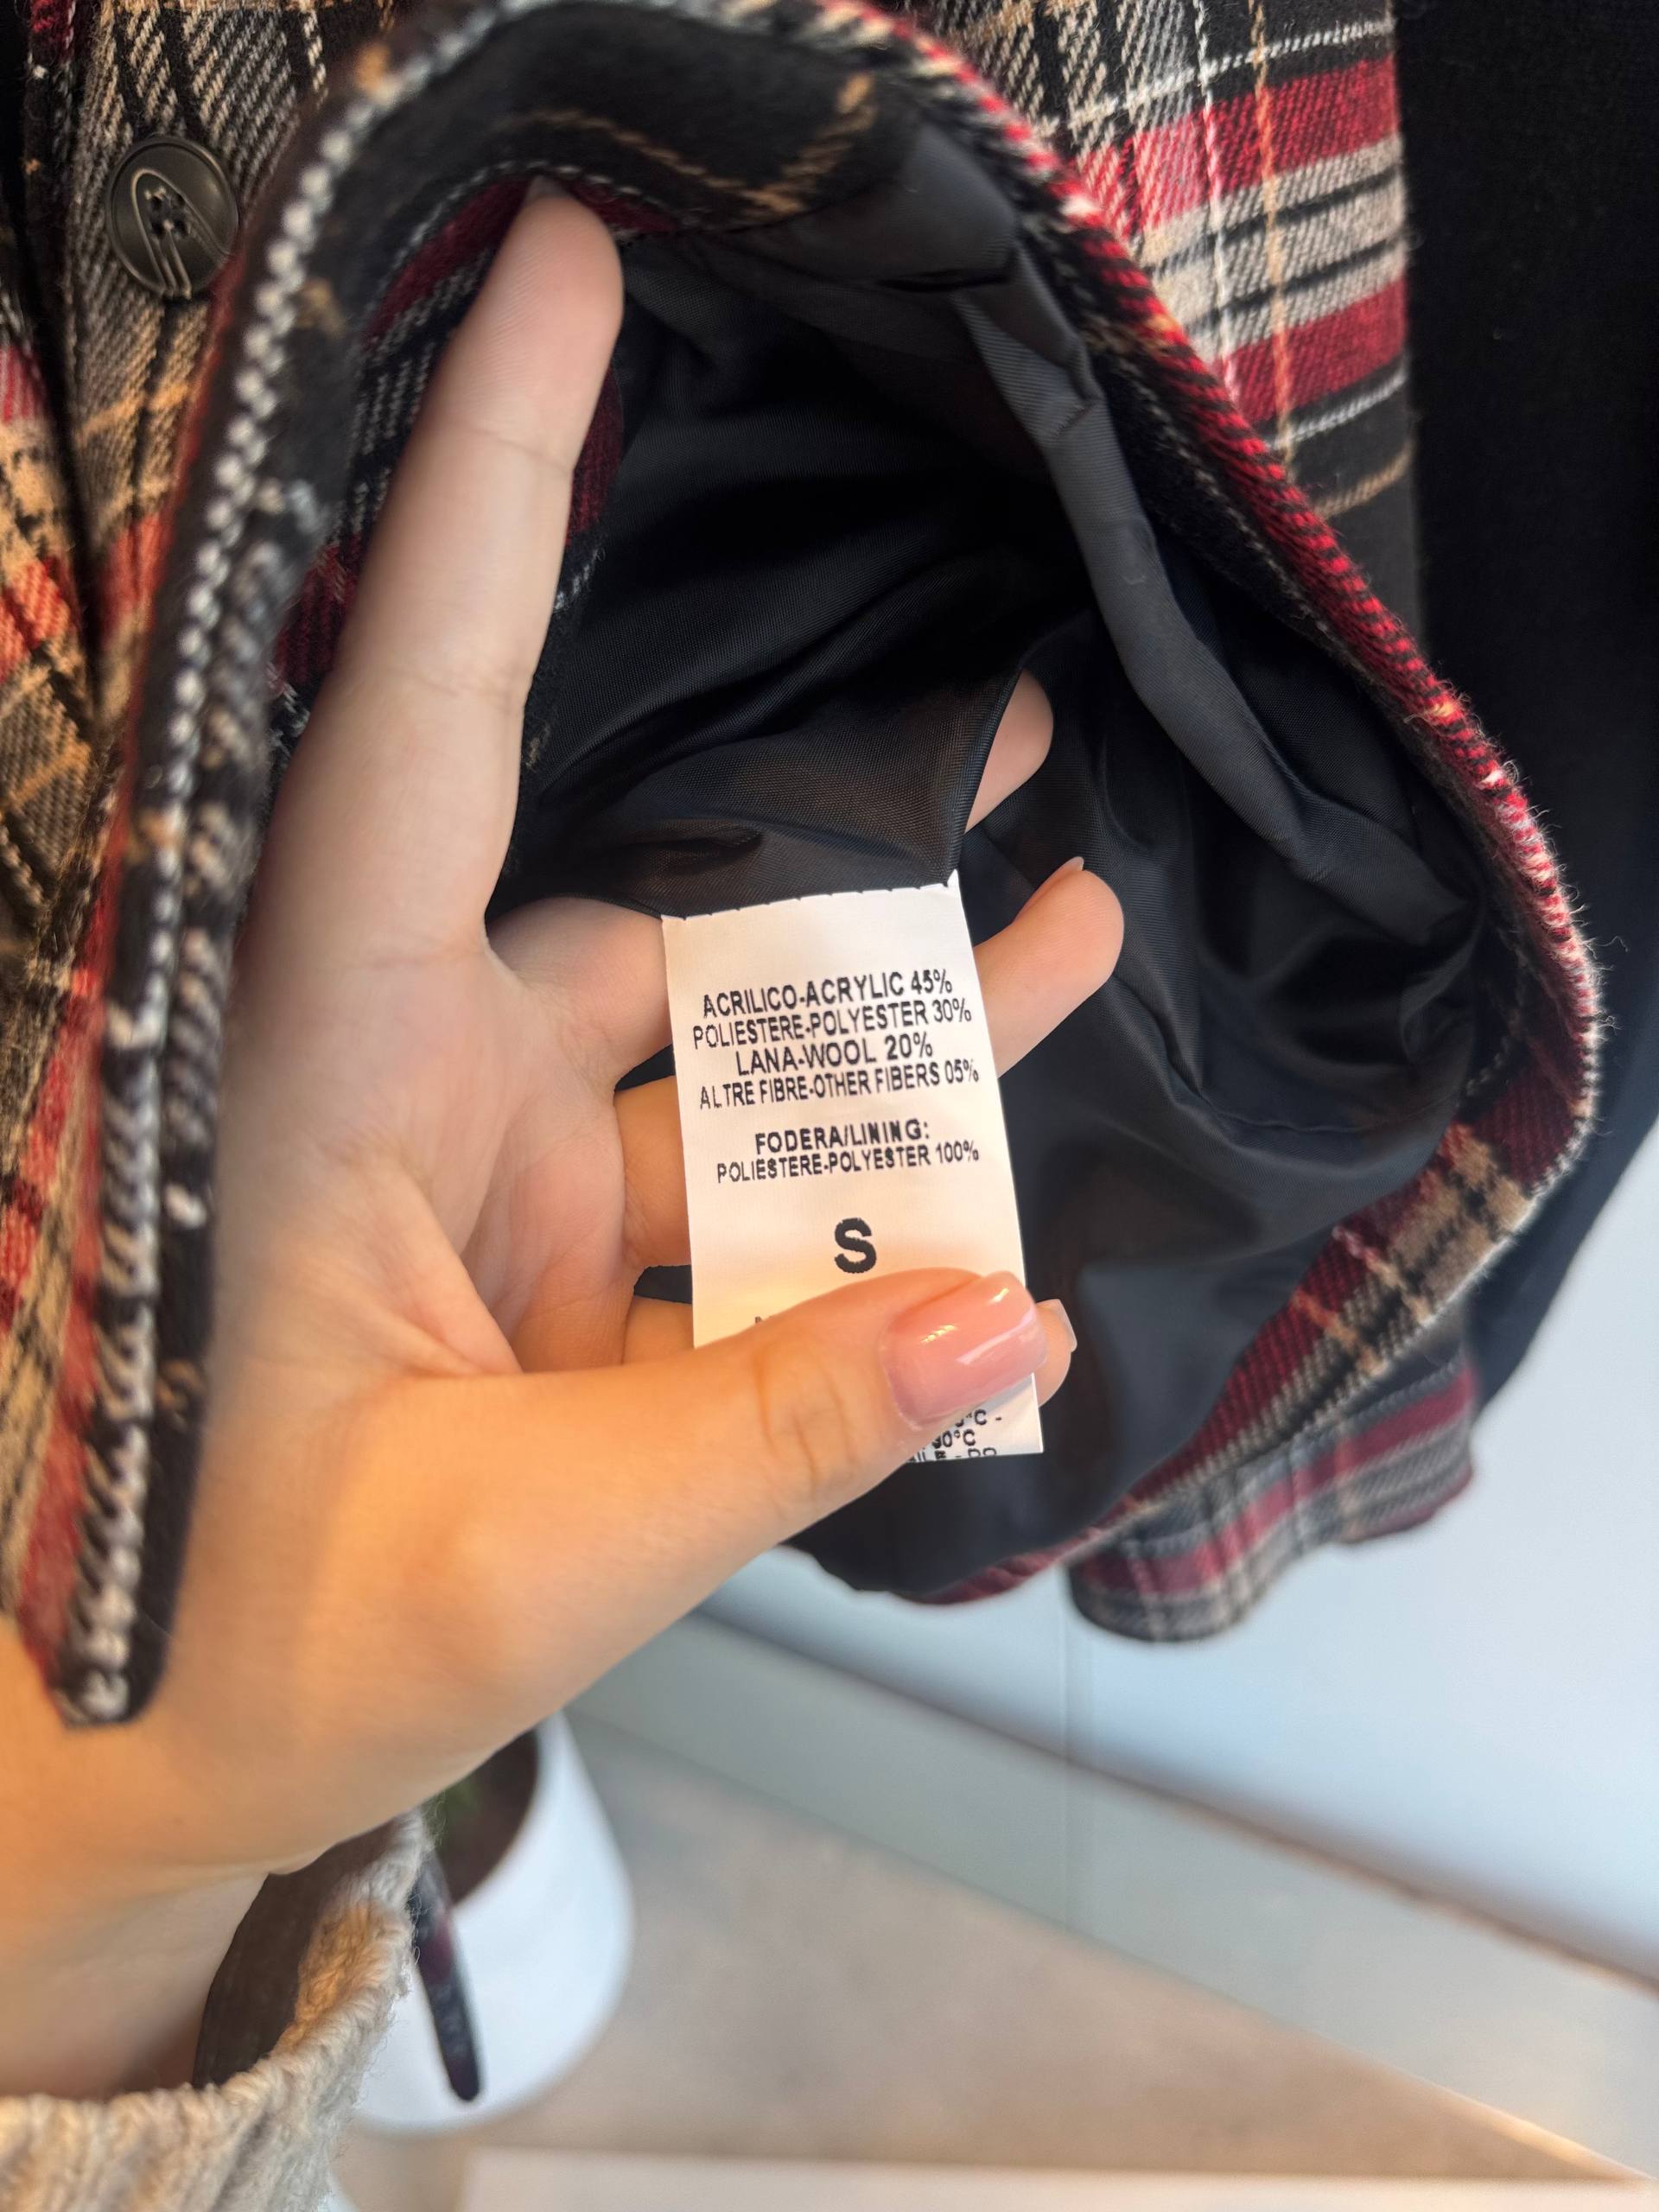 ACRILICO-ACRYLIC 45%
POLIESTERE-POLYESTER 30%
LANA-WOOL 20%
ALTRE FIBRE-OTHER FIBERS 05%
FODERA/LINING:
POLIESTERE-POLYESTER 100%
S